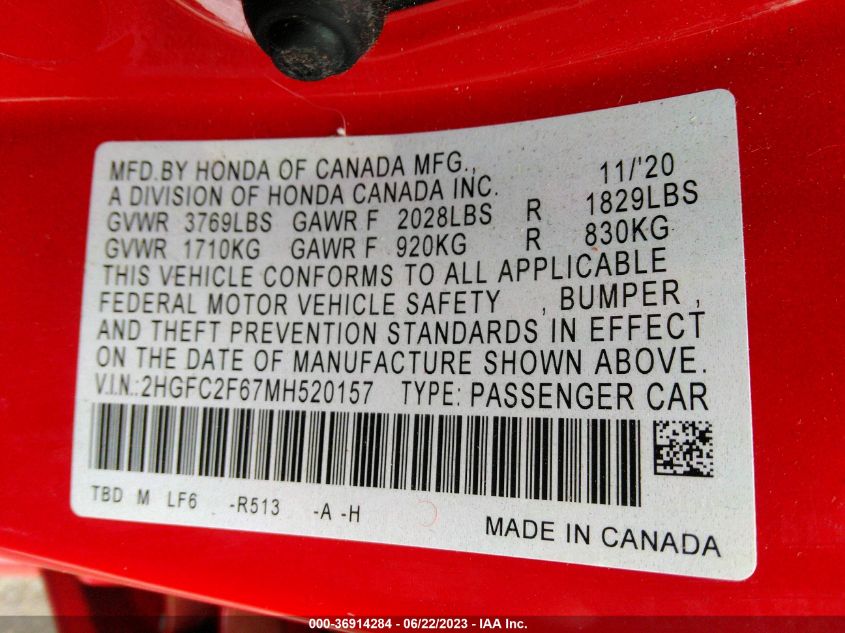 MFD. BY HONDA OF CANADA MFG., 11/'20
A DIVISION OF HONDA CANADA INC.
GVWR 3769LBS GAWR F 2028LBS R 1829LBS
GVWR 1710KG GAWR F 920KG R 830KG
THIS VEHICLE CONFORMS TO ALL APPLICABLE
FEDERAL MOTOR VEHICLE SAFETY , BUMPER ,
AND THEFT PREVENTION STANDARDS IN EFFECT
ON THE DATE OF MANUFACTURE SHOWN ABOVE.
V.I.N.:2HGFC2F67MH520157 TYPE: PASSENGER CAR
TBD M LF6 -R513 -A -H
MADE IN CANADA
000-36914284 - 06/22/2023 - IAA Inc.